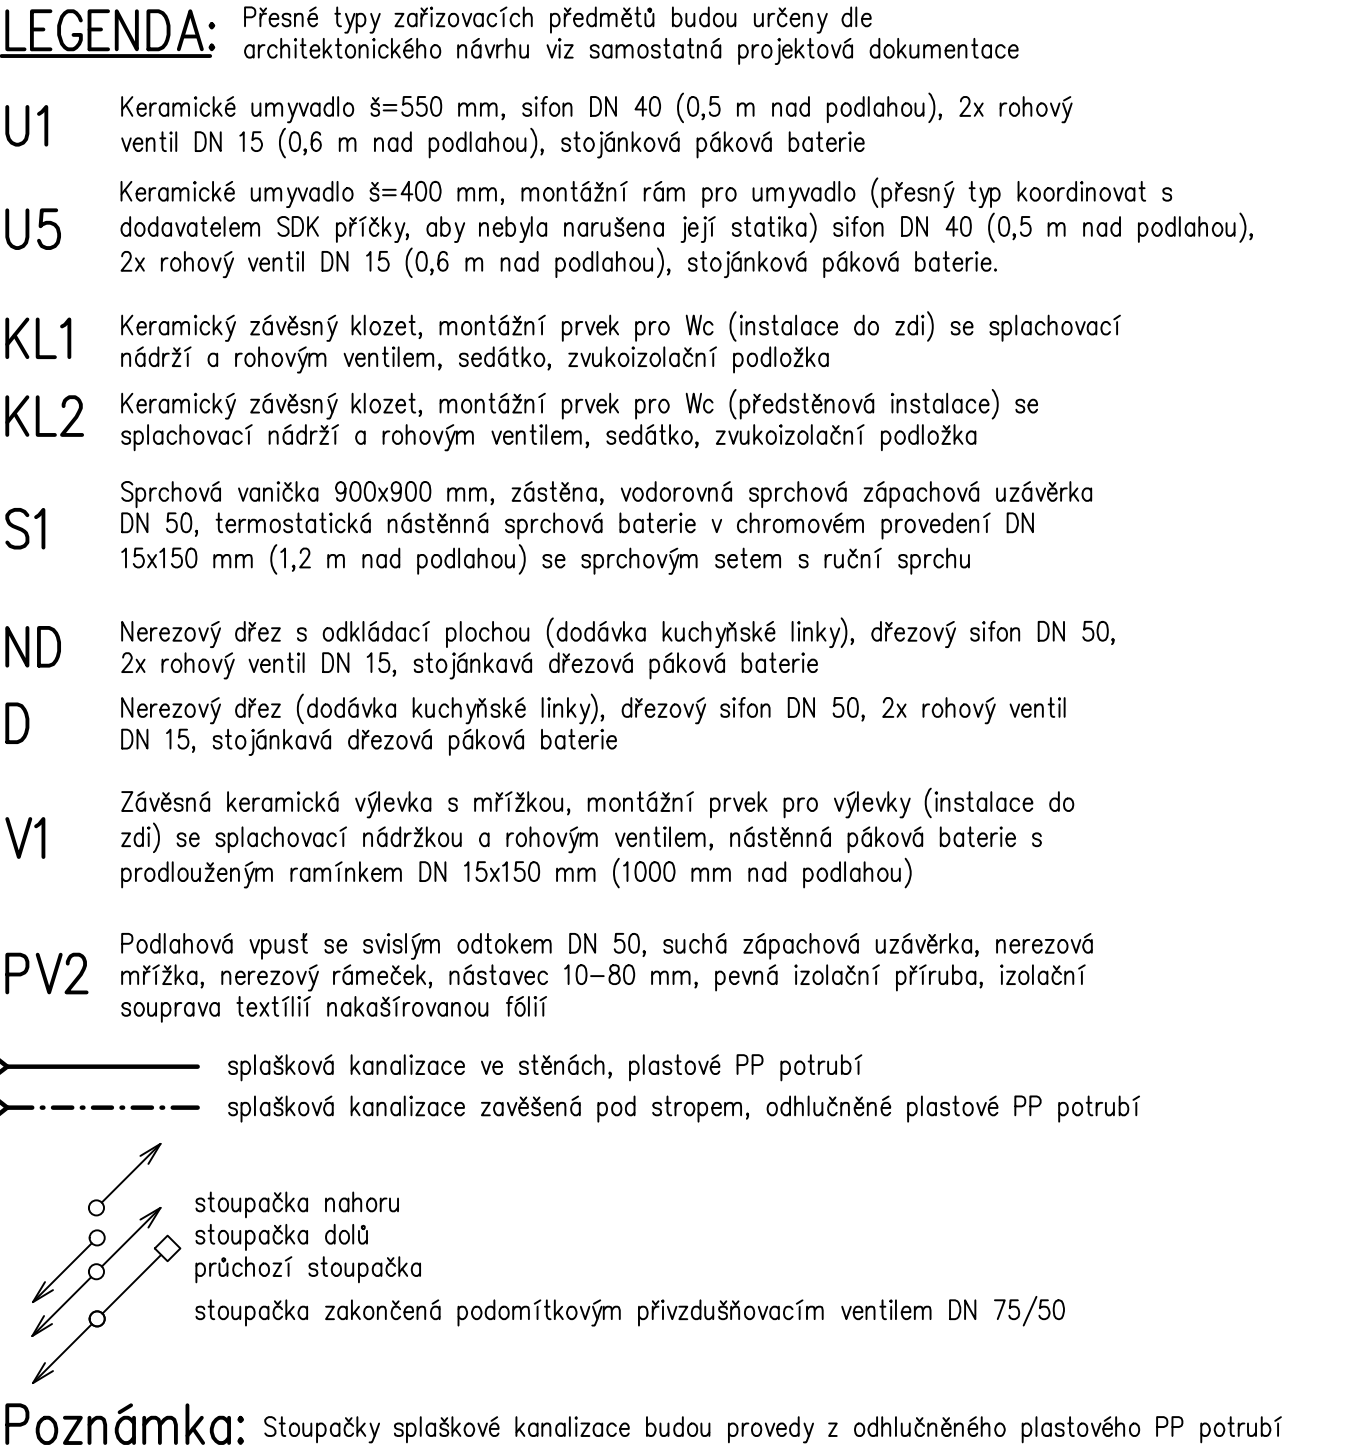 LEGENDA: Přesné typy zařizovacích předmětů budou určeny dle
architektonického návrhu viz samostatná projektová dokumentace
U1
Keramické umyvadlo š=550 mm, sifon DN 40 (0,5 m nad podlahou), 2x rohový
ventil DN 15 (0,6 m nad podlahou), stojánková páková baterie
U5
Keramické umyvadlo š=400 mm, montážní rám pro umyvadlo (přesný typ koordinovat s
dodavatelem SDK příčky, aby nebyla narušena její statika) sifon DN 40 (0,5 m nad podlahou),
2x rohový ventil DN 15 (0,6 m nad podlahou), stojánková páková baterie.
KL1
Keramický závěsný klozet, montážní prvek pro Wc (instalace do zdi) se splachovací
nádrží a rohovým ventilem, sedátko, zvukoizolační podložka
KL2
Keramický závěsný klozet, montážní prvek pro Wc (předstěnová instalace) se
splachovací nádrží a rohovým ventilem, sedátko, zvukoizolační podložka
S1
Sprchová vanička 900x900 mm, zástěna, vodorovná sprchová zápachová uzávěrka
DN 50, termostatická nástěnná sprchová baterie v chromovém provedení DN
15x150 mm (1,2 m nad podlahou) se sprchovým setem s ruční sprchu
ND
Nerezový dřez s odkládací plochou (dodávka kuchyňské linky), dřezový sifon DN 50,
2x rohový ventil DN 15, stojánkavá dřezová páková baterie
D
Nerezový dřez (dodávka kuchyňské linky), dřezový sifon DN 50, 2x rohový ventil
DN 15, stojánkavá dřezová páková baterie
V1
Závěsná keramická výlevka s mřížkou, montážní prvek pro výlevky (instalace do
zdi) se splachovací nádržkou a rohovým ventilem, nástěnná páková baterie s
prodlouženým ramínkem DN 15x150 mm (1000 mm nad podlahou)
PV2
Podlahová vpusť se svislým odtokem DN 50, suchá zápachová uzávěrka, nerezová
mřížka, nerezový rámeček, nástavec 10–80 mm, pevná izolační příruba, izolační
souprava textílií nakašírovanou fólií
splašková kanalizace ve stěnách, plastové PP potrubí
splašková kanalizace zavěšená pod stropem, odhlučněné plastové PP potrubí
stoupačka nahoru
stoupačka dolů
průchozí stoupačka
stoupačka zakončená podomítkovým přivzdušňovacím ventilem DN 75/50
Poznámka: Stoupačky splaškové kanalizace budou provedy z odhlučněného plastového PP potrubí